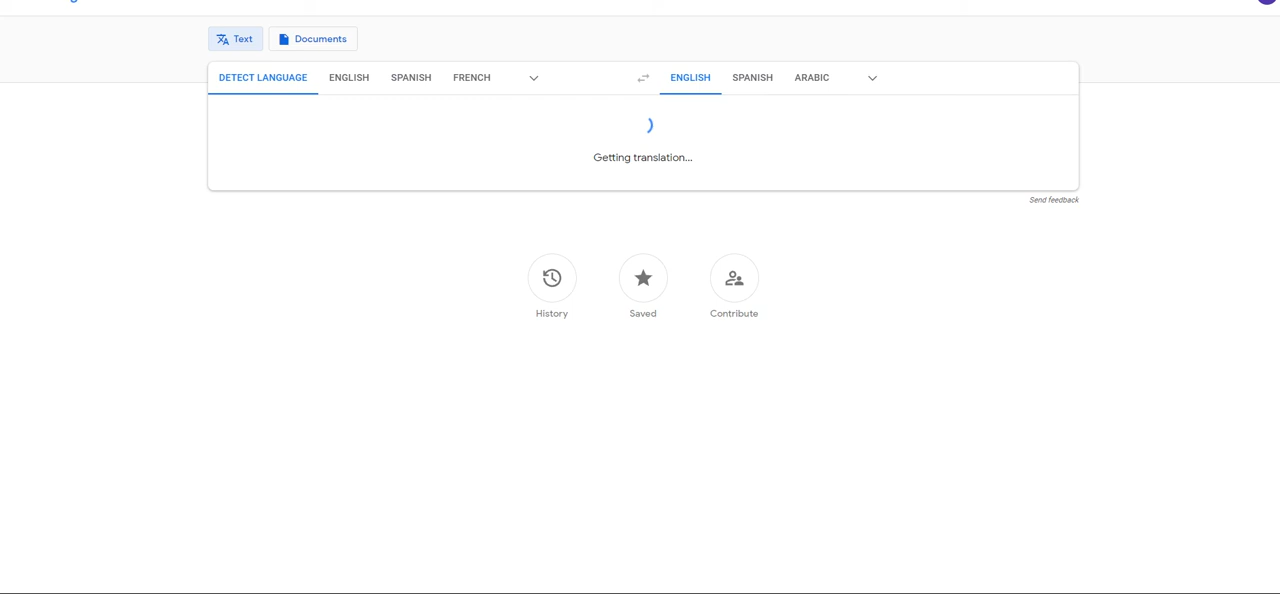 Text Documents
DETECT LANGUAGE ENGLISH SPANISH FRENCH ENGLISH SPANISH ARABIC
Getting translation...
Send feedback
History Saved Contribute